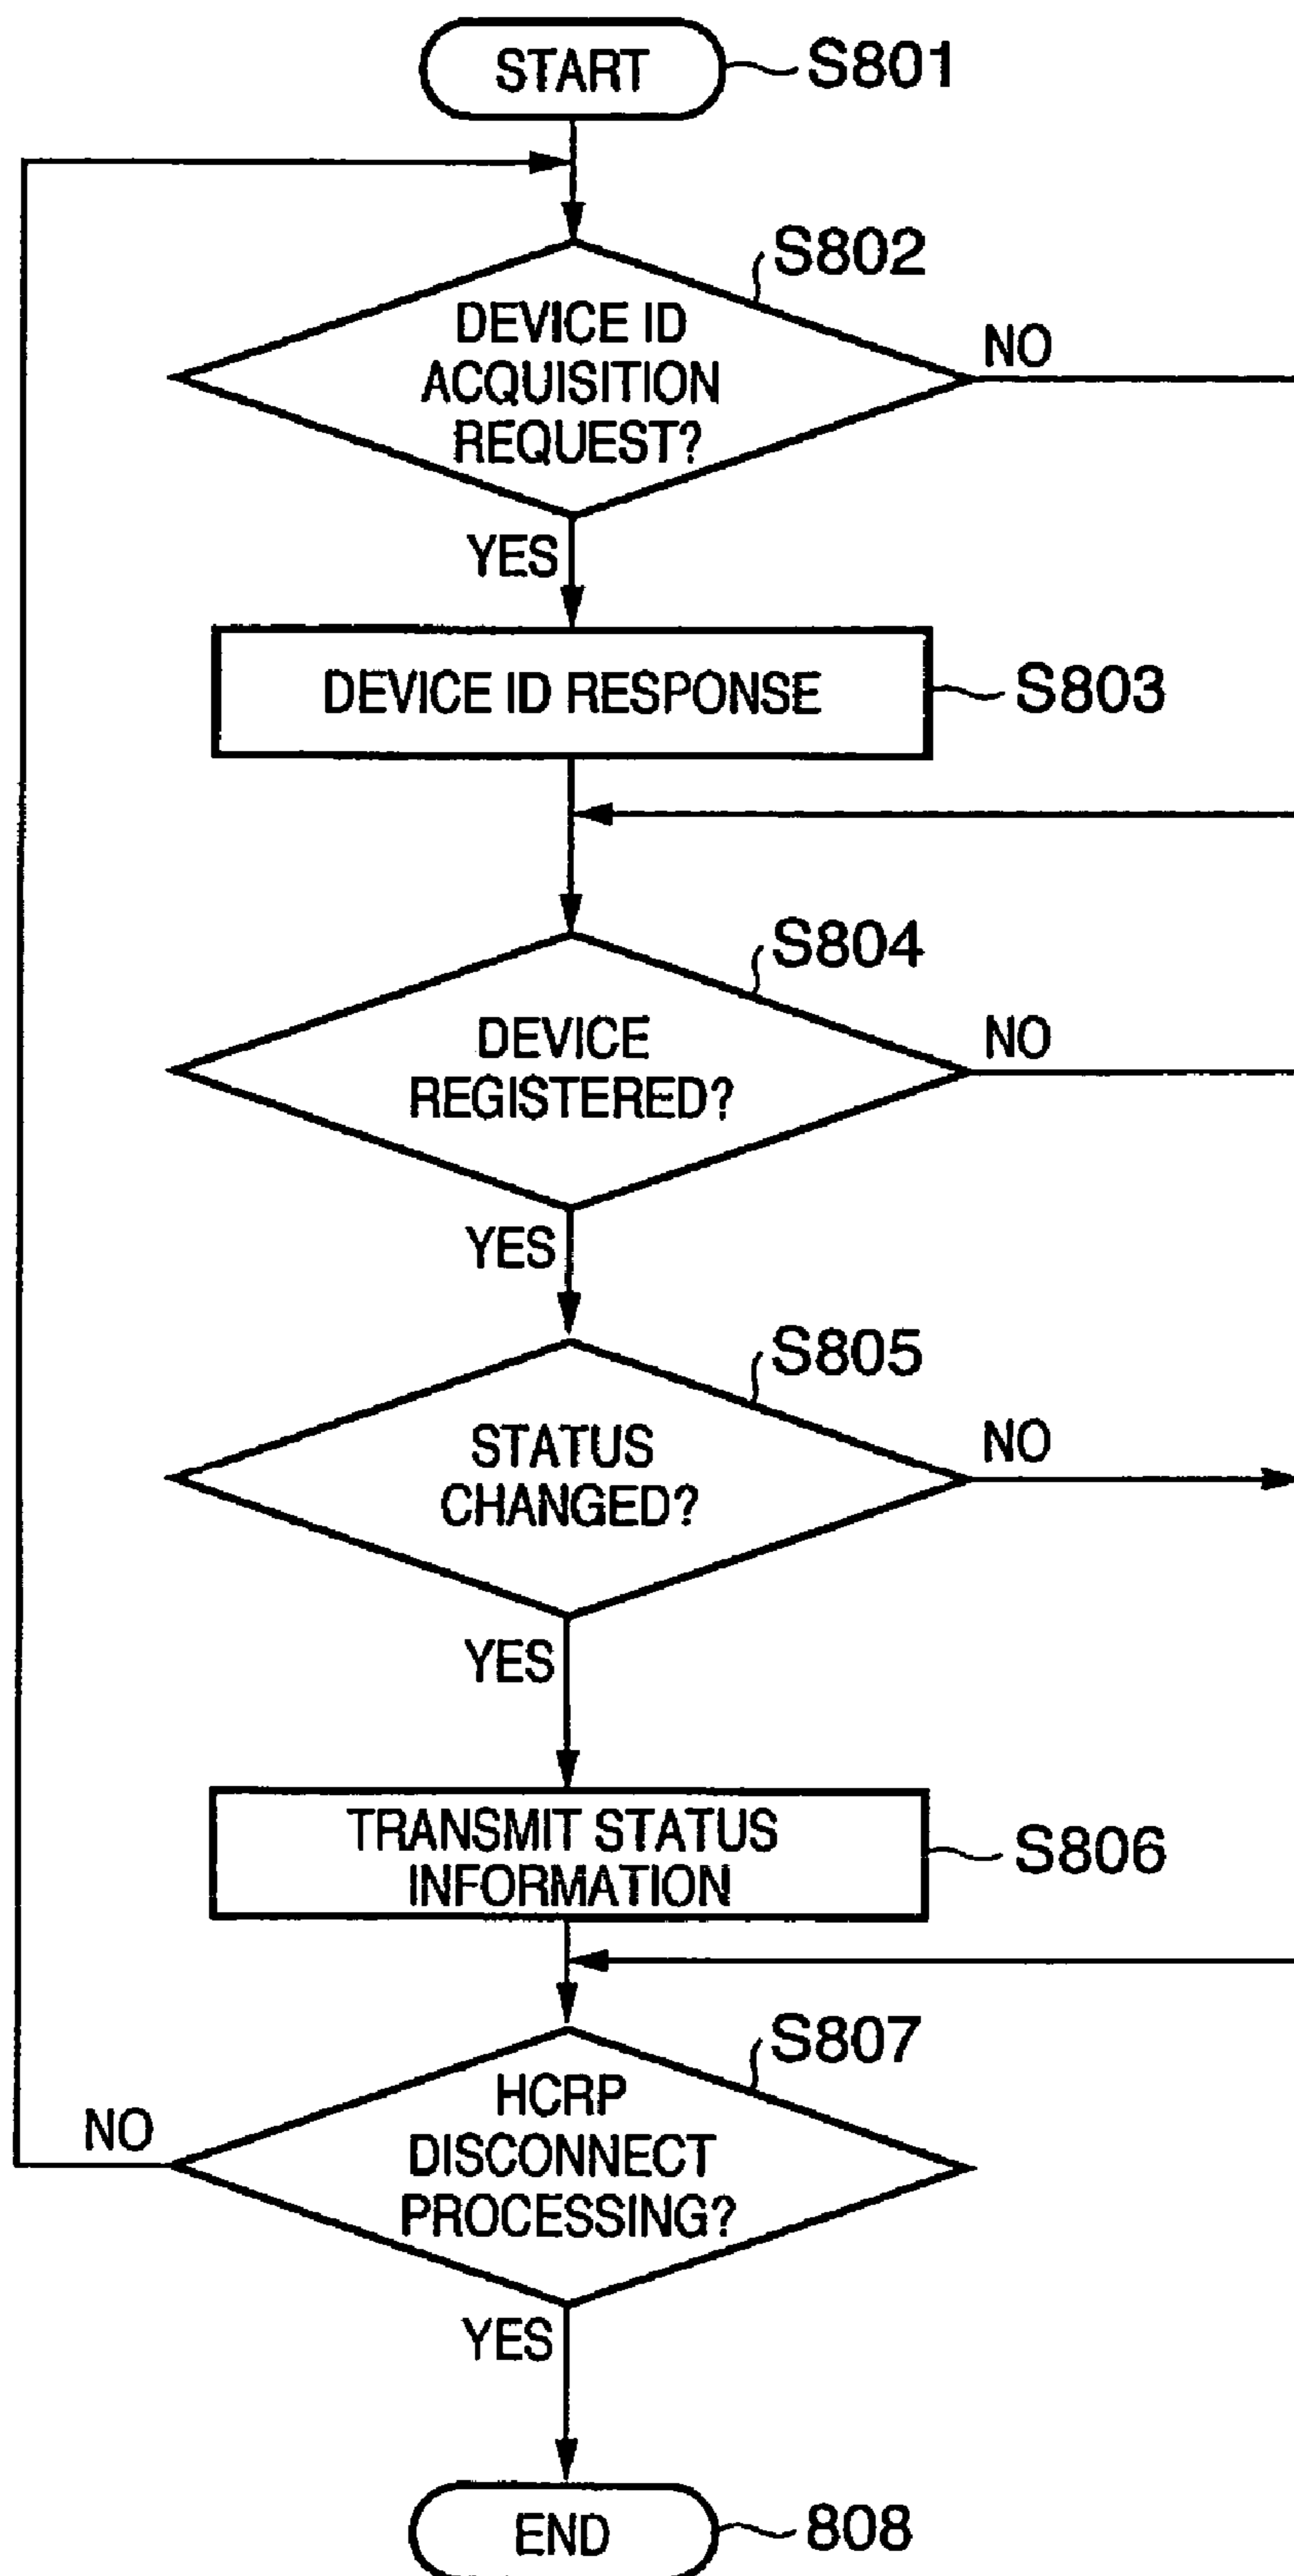 START
S801
S802
DEVICE ID
ACQUISITION
REQUEST?
NO
YES
DEVICE ID RESPONSE
S803
S804
DEVICE
REGISTERED?
NO
YES
S805
STATUS
CHANGED?
NO
YES
TRANSMIT STATUS
INFORMATION
S806
S807
HCRP
DISCONNECT
PROCESSING?
NO
YES
END
808